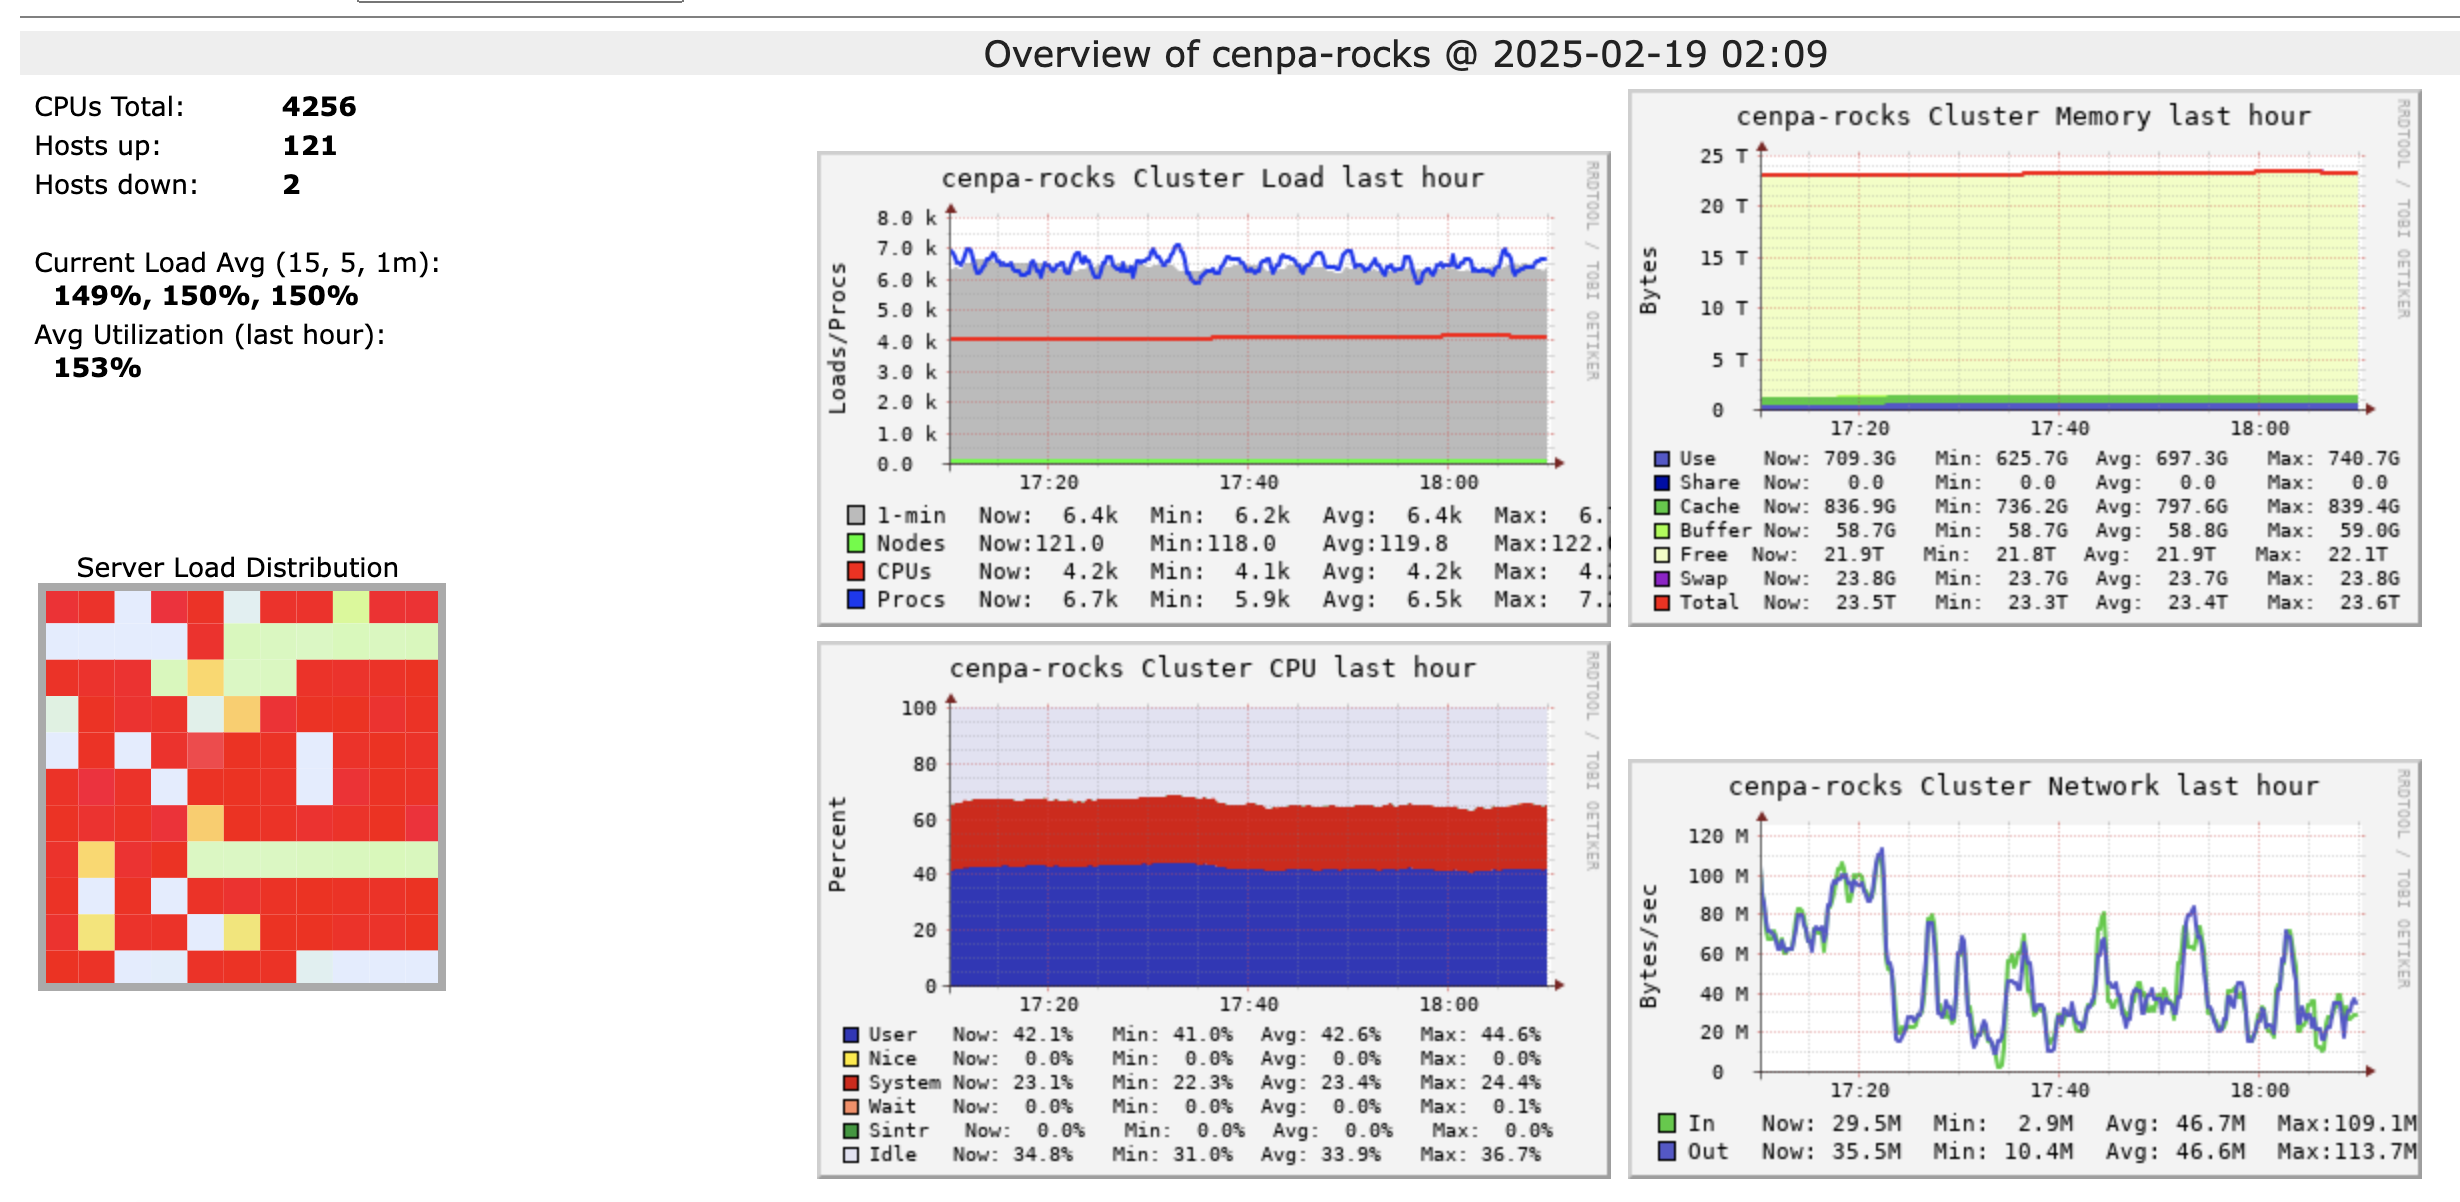 Overview of cenpa-rocks @ 2025-02-19 02:09
CPUs Total: 4256
Hosts up: 121
Hosts down: 2
Current Load Avg (15, 5, 1m):
149%, 150%, 150%
Avg Utilization (last hour):
153%
Server Load Distribution
cenpa-rocks Cluster Load last hour
RRDTOOL / TOBI OETIKER
Loads/Procs
8.0 k
7.0 k
6.0 k
5.0 k
4.0 k
3.0 k
2.0 k
1.0 k
0.0
17:20 17:40 18:00
1-min Now: 6.4k Min: 6.2k Avg: 6.4k Max: 6.
Nodes Now:121.0 Min:118.0 Avg:119.8 Max:122.
CPUs Now: 4.2k Min: 4.1k Avg: 4.2k Max: 4.
Procs Now: 6.7k Min: 5.9k Avg: 6.5k Max: 7.
cenpa-rocks Cluster Memory last hour
RRDTOOL / TOBI OETIKER
Bytes
25 T
20 T
15 T
10 T
5 T
0
17:20 17:40 18:00
Use Now: 709.3G Min: 625.7G Avg: 697.3G Max: 740.7G
Share Now: 0.0 Min: 0.0 Avg: 0.0 Max: 0.0
Cache Now: 836.9G Min: 736.2G Avg: 797.6G Max: 839.4G
Buffer Now: 58.7G Min: 58.7G Avg: 58.8G Max: 59.0G
Free Now: 21.9T Min: 21.8T Avg: 21.9T Max: 22.1T
Swap Now: 23.8G Min: 23.7G Avg: 23.7G Max: 23.8G
Total Now: 23.5T Min: 23.3T Avg: 23.4T Max: 23.6T
cenpa-rocks Cluster CPU last hour
RRDTOOL / TOBI OETIKER
Percent
100
80
60
40
20
0
17:20 17:40 18:00
User Now: 42.1% Min: 41.0% Avg: 42.6% Max: 44.6%
Nice Now: 0.0% Min: 0.0% Avg: 0.0% Max: 0.0%
System Now: 23.1% Min: 22.3% Avg: 23.4% Max: 24.4%
Wait Now: 0.0% Min: 0.0% Avg: 0.0% Max: 0.1%
Sintr Now: 0.0% Min: 0.0% Avg: 0.0% Max: 0.0%
Idle Now: 34.8% Min: 31.0% Avg: 33.9% Max: 36.7%
cenpa-rocks Cluster Network last hour
RRDTOOL / TOBI OETIKER
Bytes/sec
120 M
100 M
80 M
60 M
40 M
20 M
0
17:20 17:40 18:00
In Now: 29.5M Min: 2.9M Avg: 46.7M Max:109.1M
Out Now: 35.5M Min: 10.4M Avg: 46.6M Max:113.7M